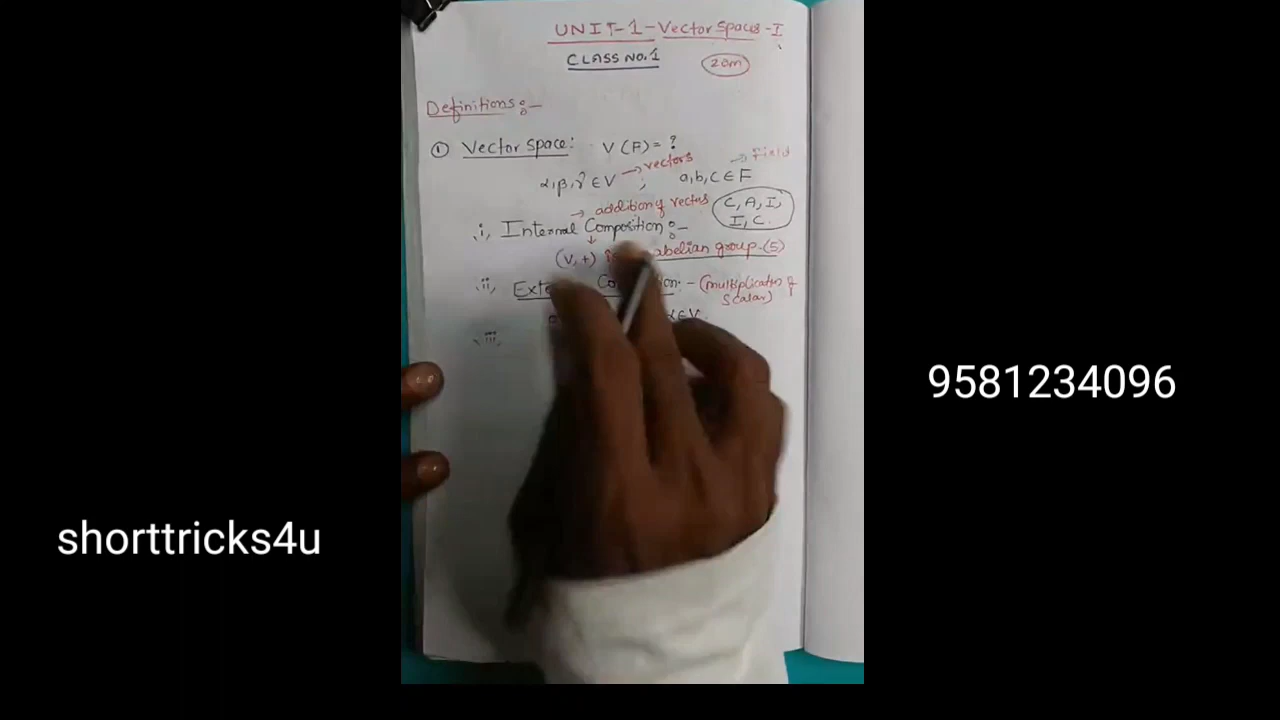 UNIT-1-Vector Spaces-I
CLASS NO.1
20m
Definitions:-
① Vector space: V(F) = ?
α, β, γ ∈ V → vectors ; a, b, c ∈ F → field
→ addition of vectors
C, A, I,
I, C.
i, Internal Composition:-
(V, +) abelian group-(5)
ii, :- (multiplication of
scalar)
α ∈ V.
iii,
9581234096
shorttricks4u